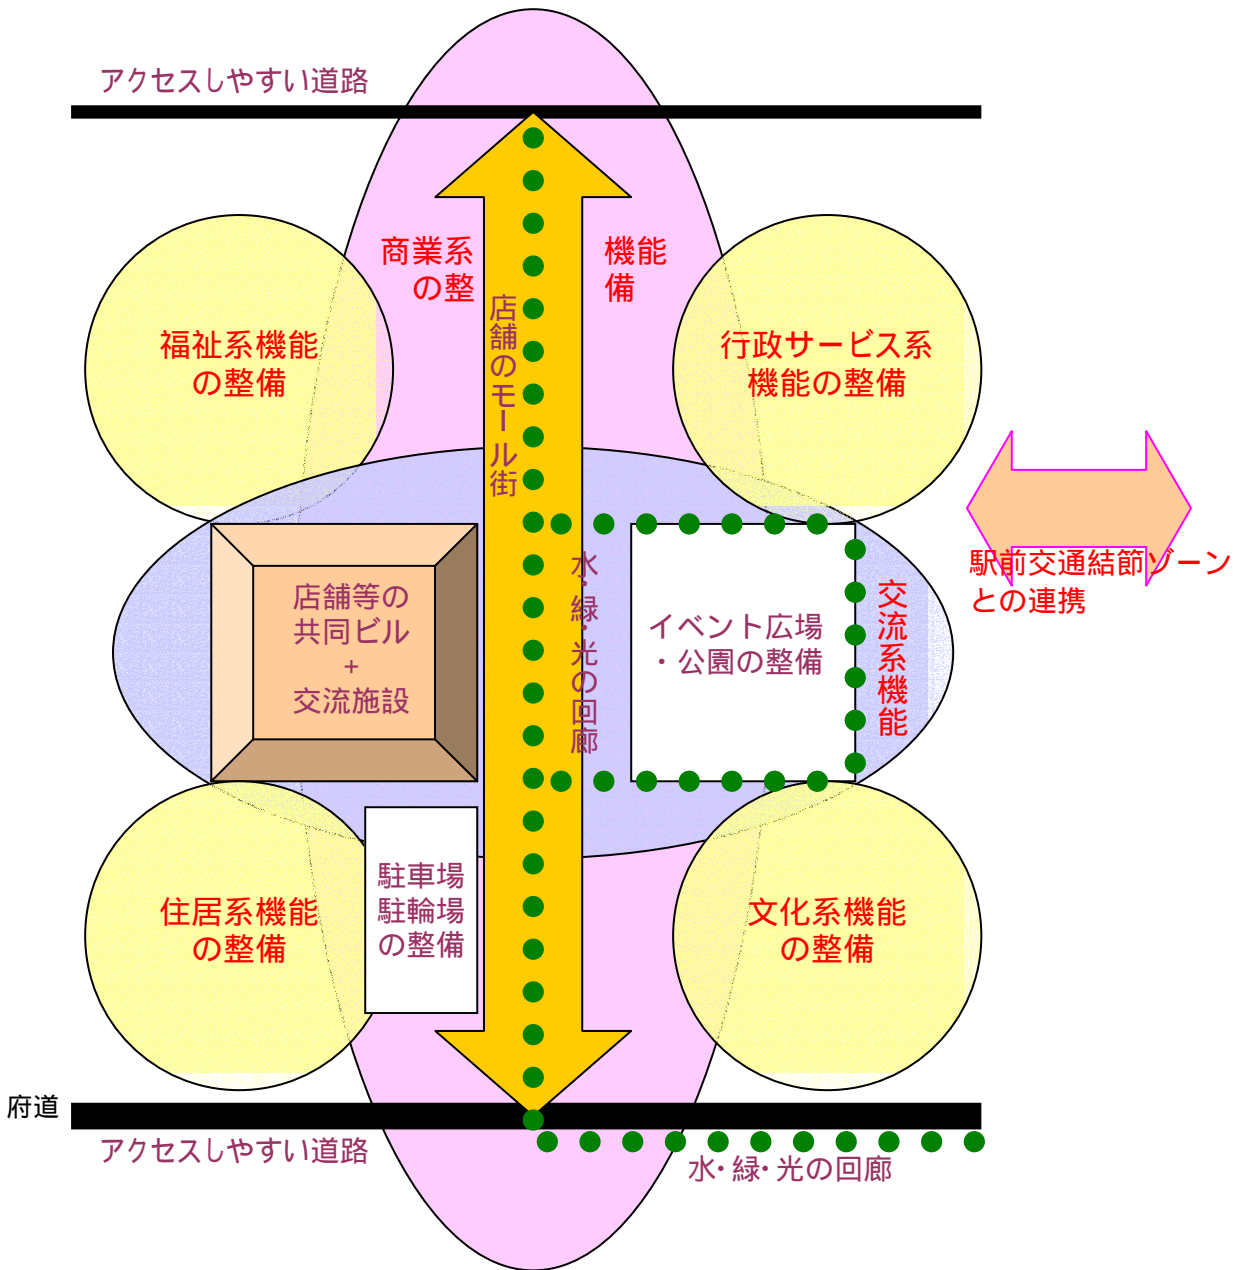 アクセスしやすい道路
商業系 機能
の整 備
店舗のモール街
福祉系機能
の整備
行政サービス系
機能の整備
駅前交通結節ゾーン
との連携
店舗等の
共同ビル
+
交流施設
水・緑・光の回廊
イベント広場
・公園の整備
交流系機能
駐車場
駐輪場
の整備
住居系機能
の整備
文化系機能
の整備
府道
アクセスしやすい道路
水・緑・光の回廊